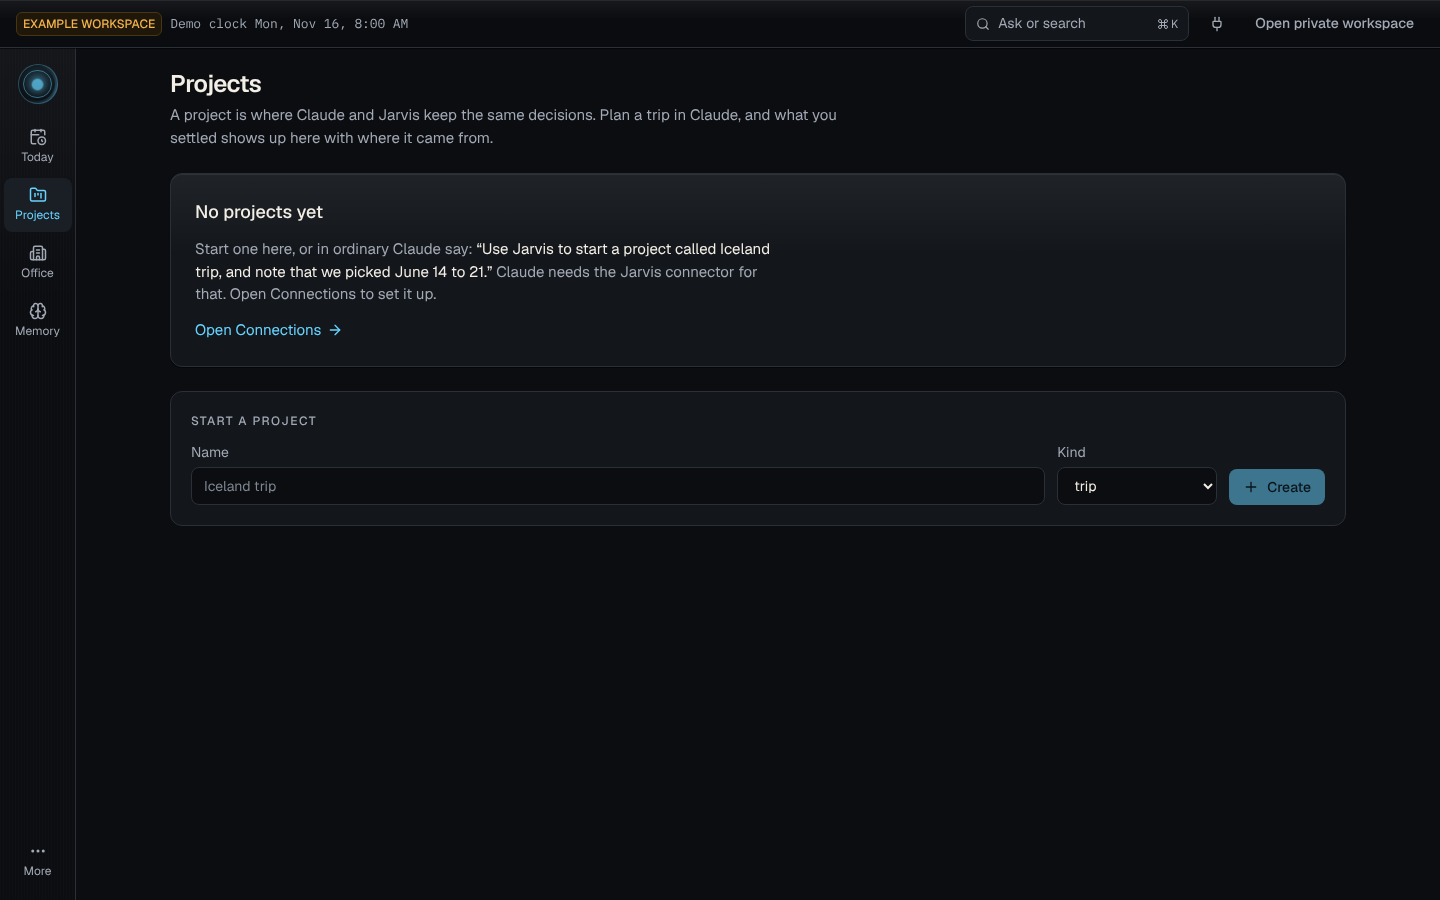 EXAMPLE WORKSPACE Demo clock Mon, Nov 16, 8:00 AM
Ask or search ⌘K
Open private workspace
Today
Projects
Office
Memory
More
Projects
A project is where Claude and Jarvis keep the same decisions. Plan a trip in Claude, and what you
settled shows up here with where it came from.
No projects yet
Start one here, or in ordinary Claude say: “Use Jarvis to start a project called Iceland
trip, and note that we picked June 14 to 21.” Claude needs the Jarvis connector for
that. Open Connections to set it up.
Open Connections →
START A PROJECT
Name
Iceland trip
Kind
trip
+ Create